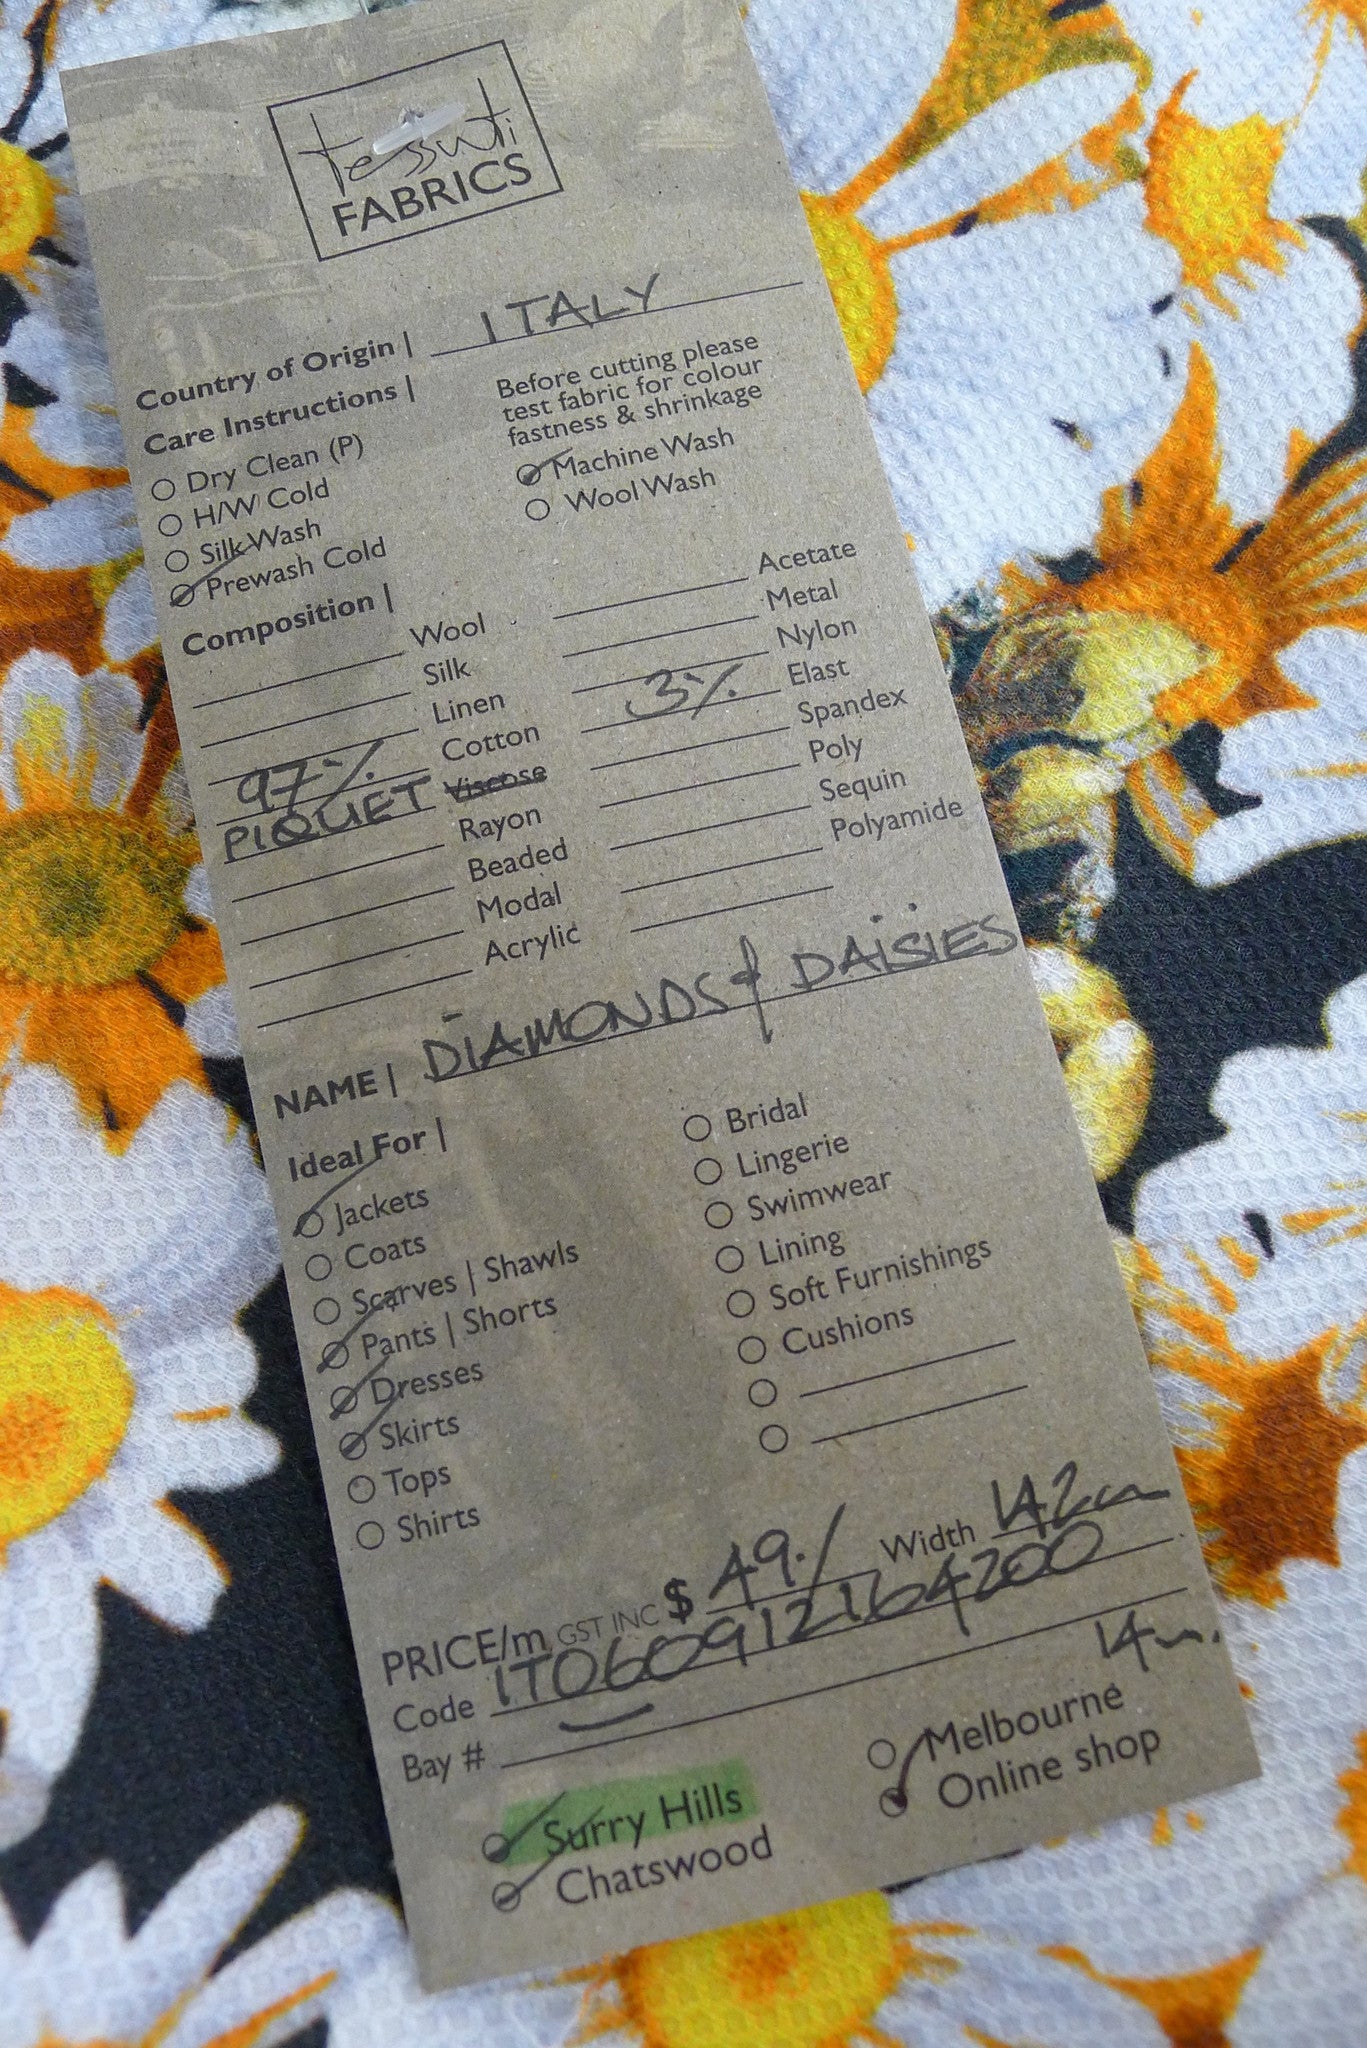 tessuti
FABRICS
Country of Origin | ITALY
Care Instructions |
Before cutting please
test fabric for colour
fastness & shrinkage
Dry Clean (P)
H/W Cold
Silk Wash
Prewash Cold
Machine Wash
Wool Wash
Composition |
Wool
Silk
Linen
97% Cotton
PIQUET Viscose
Rayon
Beaded
Modal
Acrylic
Acetate
Metal
Nylon
3% Elast
Spandex
Poly
Sequin
Polyamide
NAME | DIAMONDS & DAISIES
Ideal For |
Jackets
Coats
Scarves | Shawls
Pants | Shorts
Dresses
Skirts
Tops
Shirts
Bridal
Lingerie
Swimwear
Lining
Soft Furnishings
Cushions
PRICE/m GST INC $ 49./ Width 142cm
Code ITO60912164200
Bay # 14m.
Surry Hills
Chatswood
Melbourne
Online shop